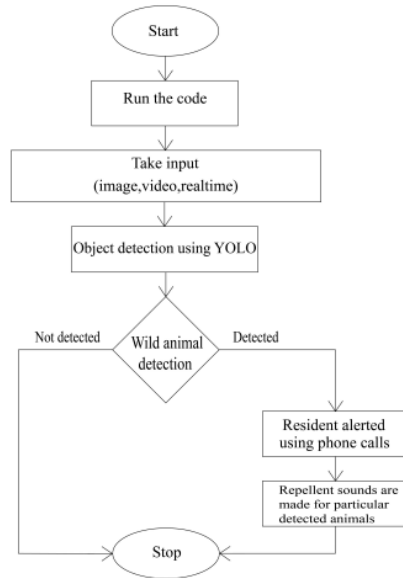 Start
Run the code
Take input
(image,video,realtime)
Object detection using YOLO
Not detected
Wild animal
detection
Detected
Resident alerted
using phone calls
Repellent sounds are
made for particular
detected animals
Stop